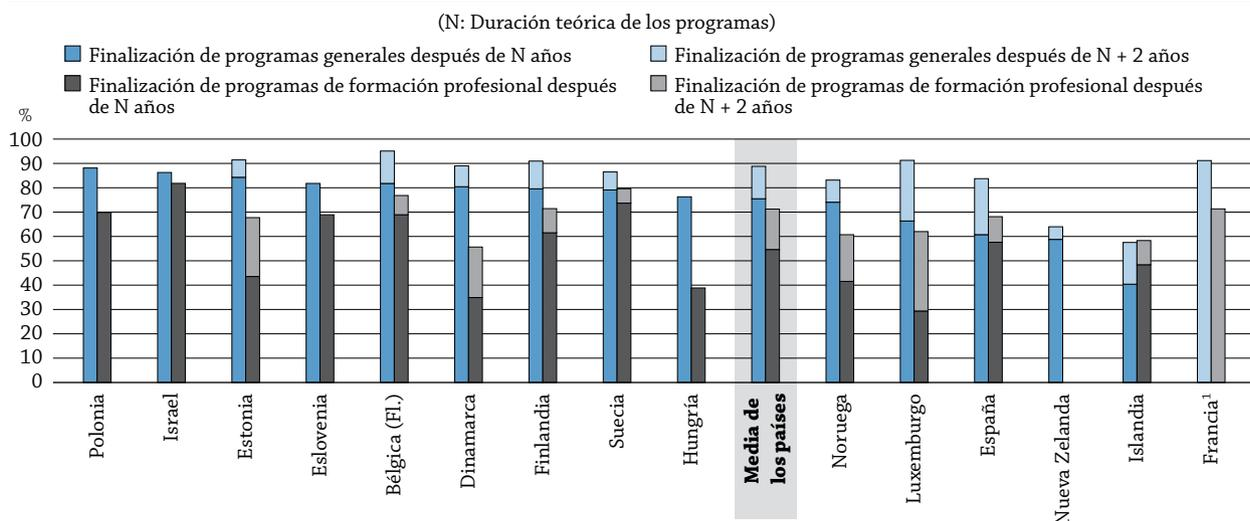 (N: Duración teórica de los programas)
Finalización de programas generales después de N años
Finalización de programas generales después de N + 2 años
Finalización de programas de formación profesional después
de N años
Finalización de programas de formación profesional después
de N + 2 años
%
100
90
80
70
60
50
40
30
20
10
0
Polonia
Israel
Estonia
Eslovenia
Bélgica (Fl.)
Dinamarca
Finlandia
Suecia
Hungría
Media de
los países
Noruega
Luxemburgo
España
Nueva Zelanda
Islandia
Francia¹